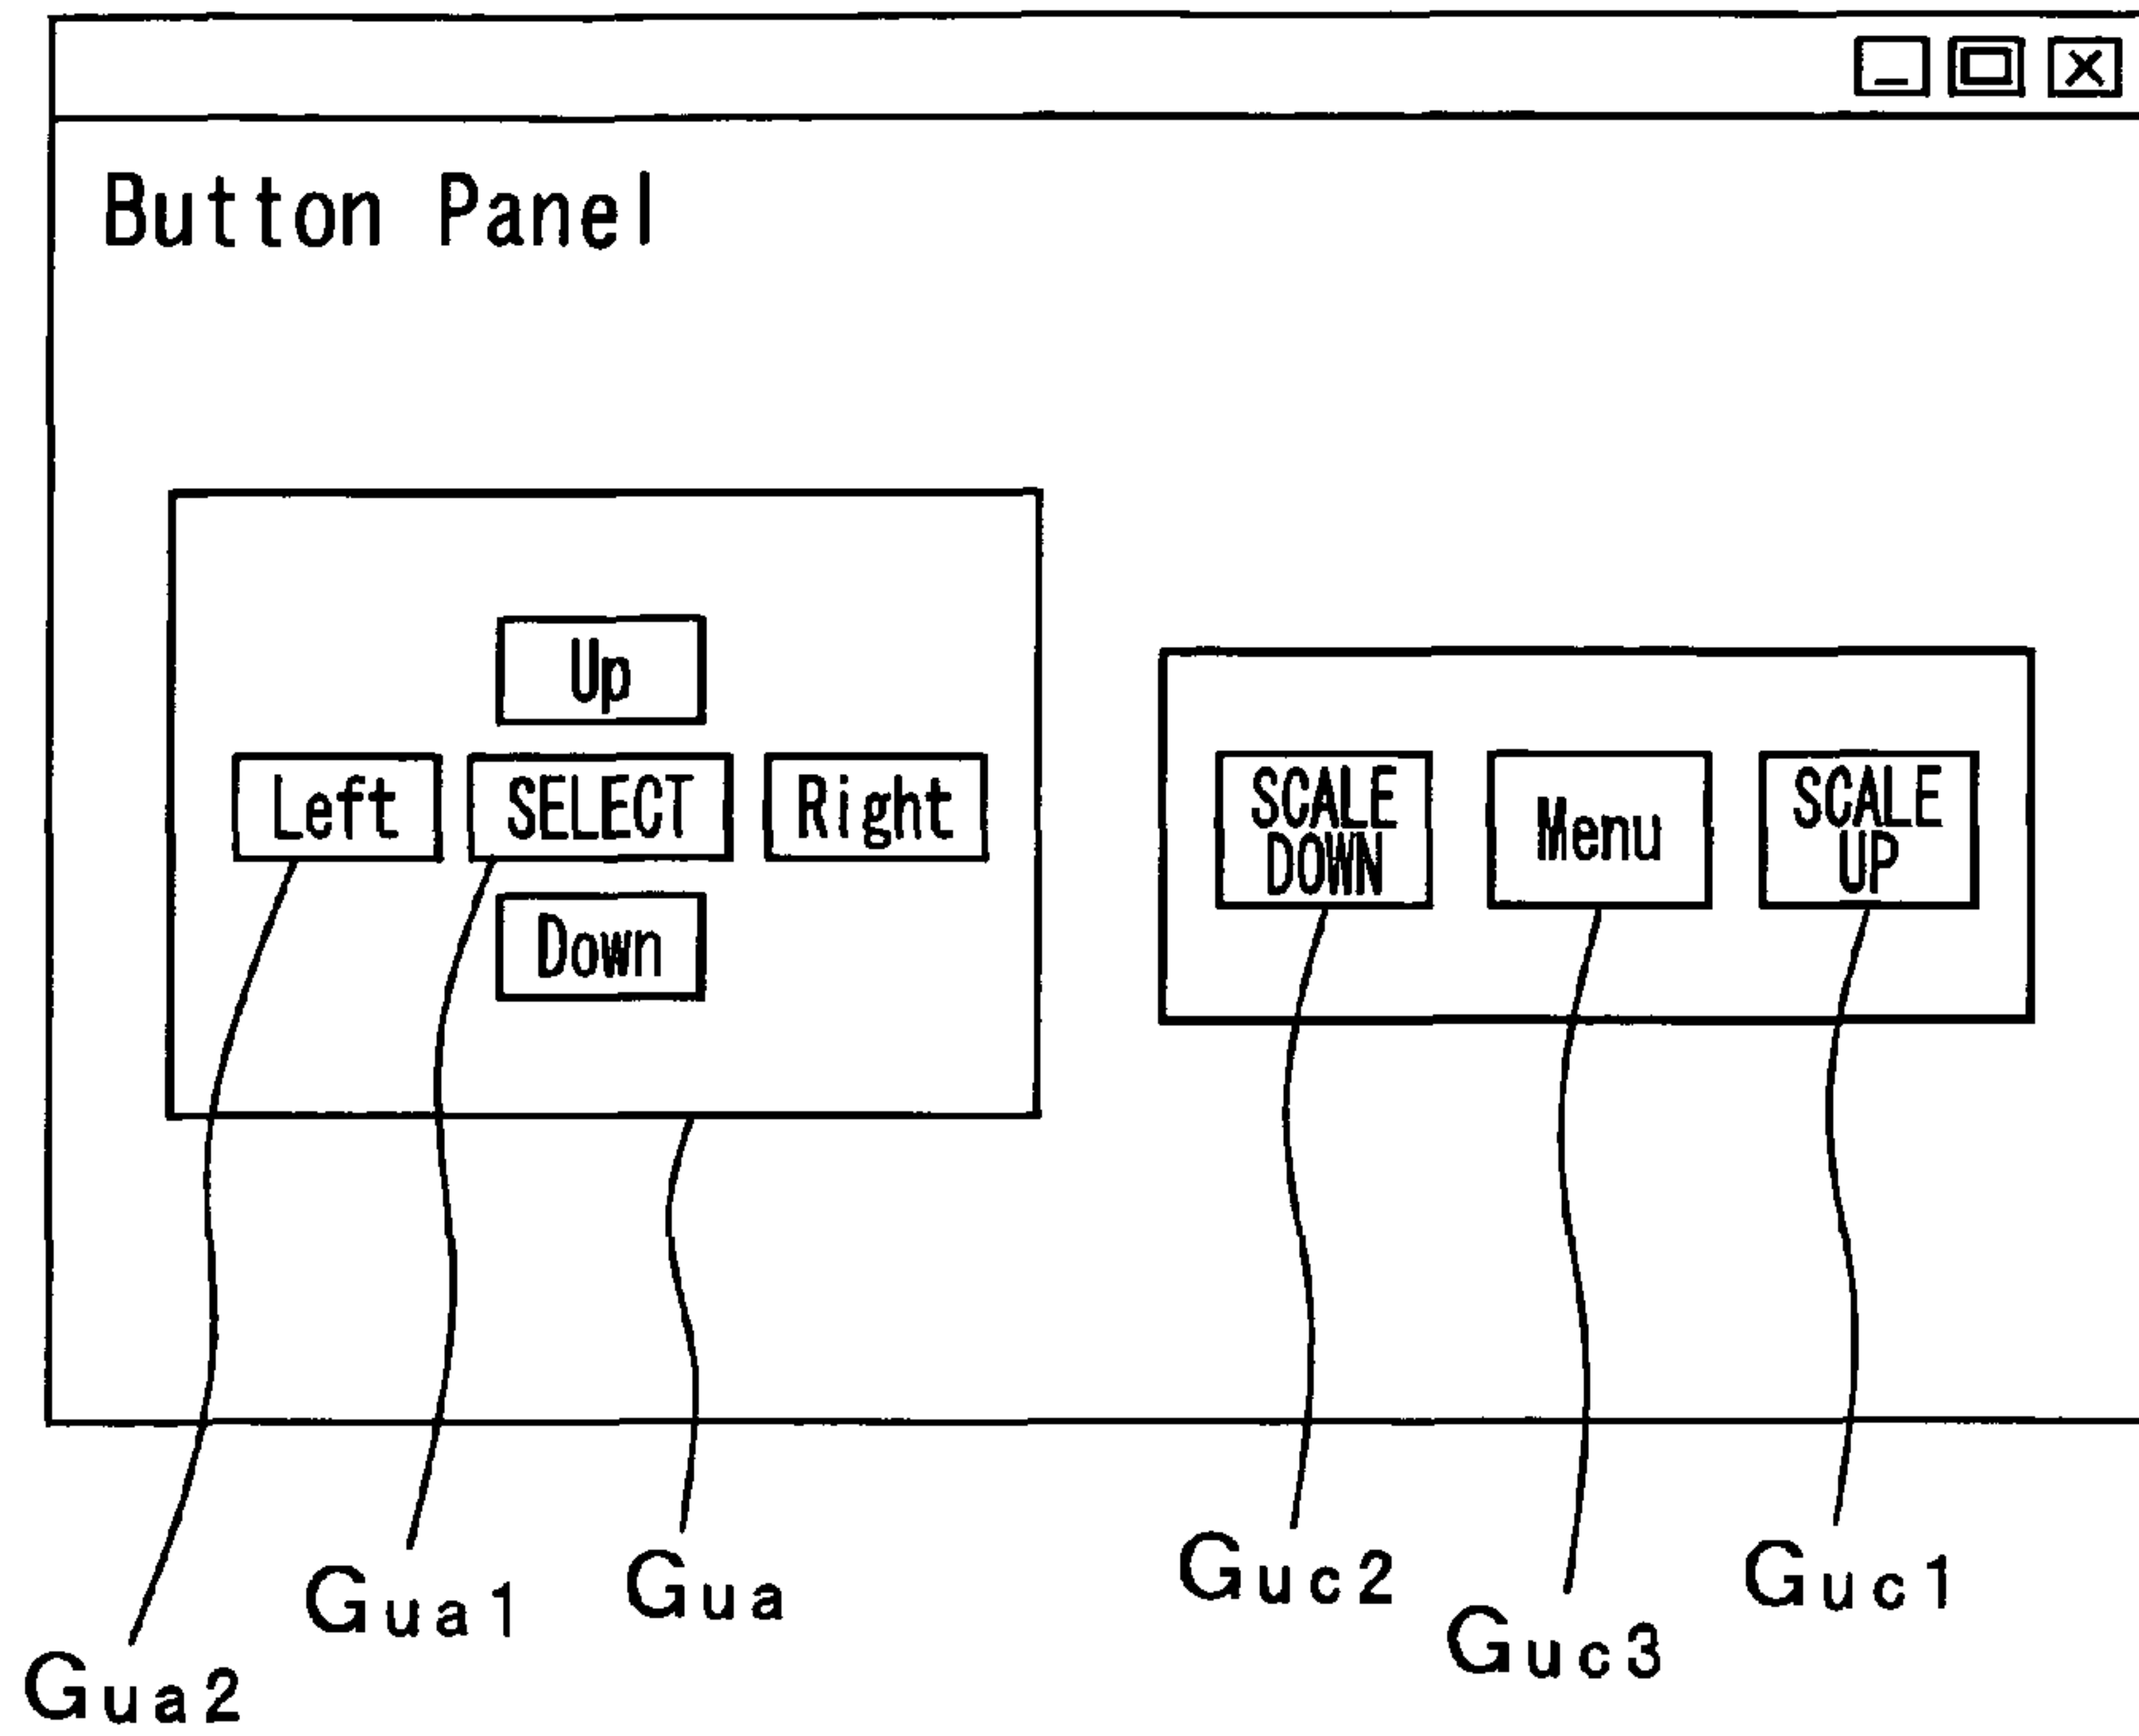 Button Panel
Up
Left SELECT Right
Down
SCALE
DOWN
Menu
SCALE
UP
Gua2
Gua1
Gua
Guc2
Guc3
Guc1